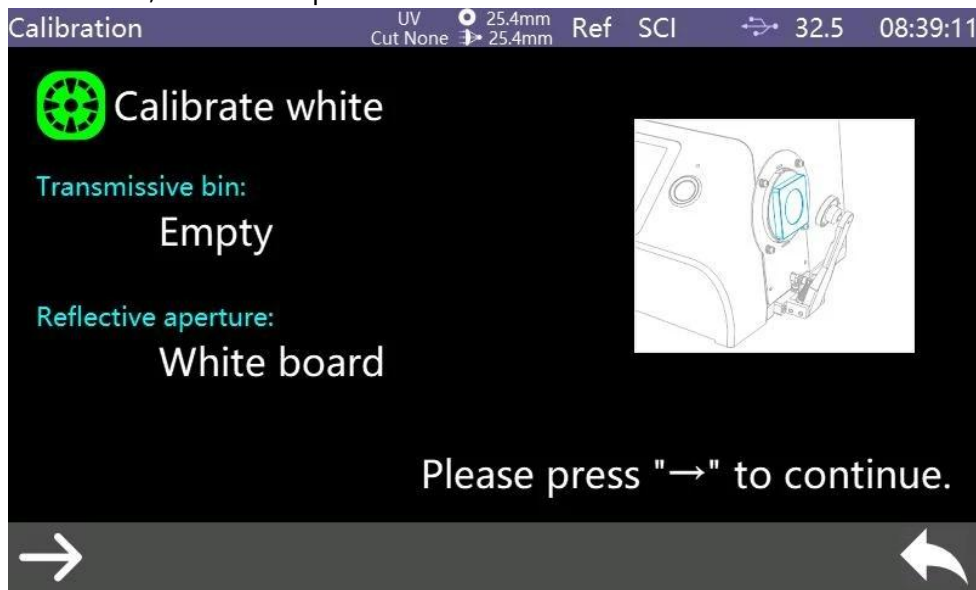 Calibration
UV
Cut None
25.4mm
25.4mm
Ref
SCI
32.5
08:39:11
Calibrate white
Transmissive bin:
Empty
Reflective aperture:
White board
Please press "→" to continue.